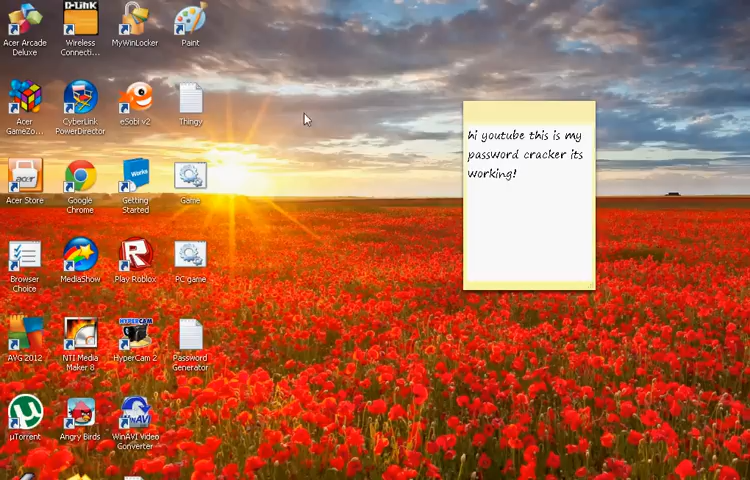 Acer Arcade
Deluxe
D-Link
Wireless
Connecti...
MyWinLocker
Paint
Acer
GameZo...
CyberLink
PowerDirector
eSobi v2
Thingy
acer
Acer Store
Google
Chrome
Works
Getting
Started
Game
Browser
Choice
MediaShow
Play Roblox
PC game
AVG 2012
NTI Media
Maker 8
HYPERCAM
HyperCam 2
Password
Generator
µTorrent
Angry Birds
WinAVI
WinAVI Video
Converter
hi youtube this is my
password cracker its
working!